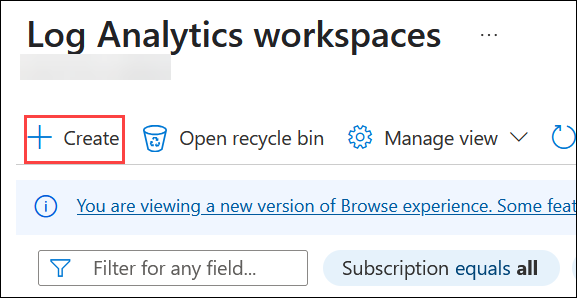 Log Analytics workspaces ...
Create Open recycle bin Manage view
You are viewing a new version of Browse experience. Some feat
Filter for any field... Subscription equals all